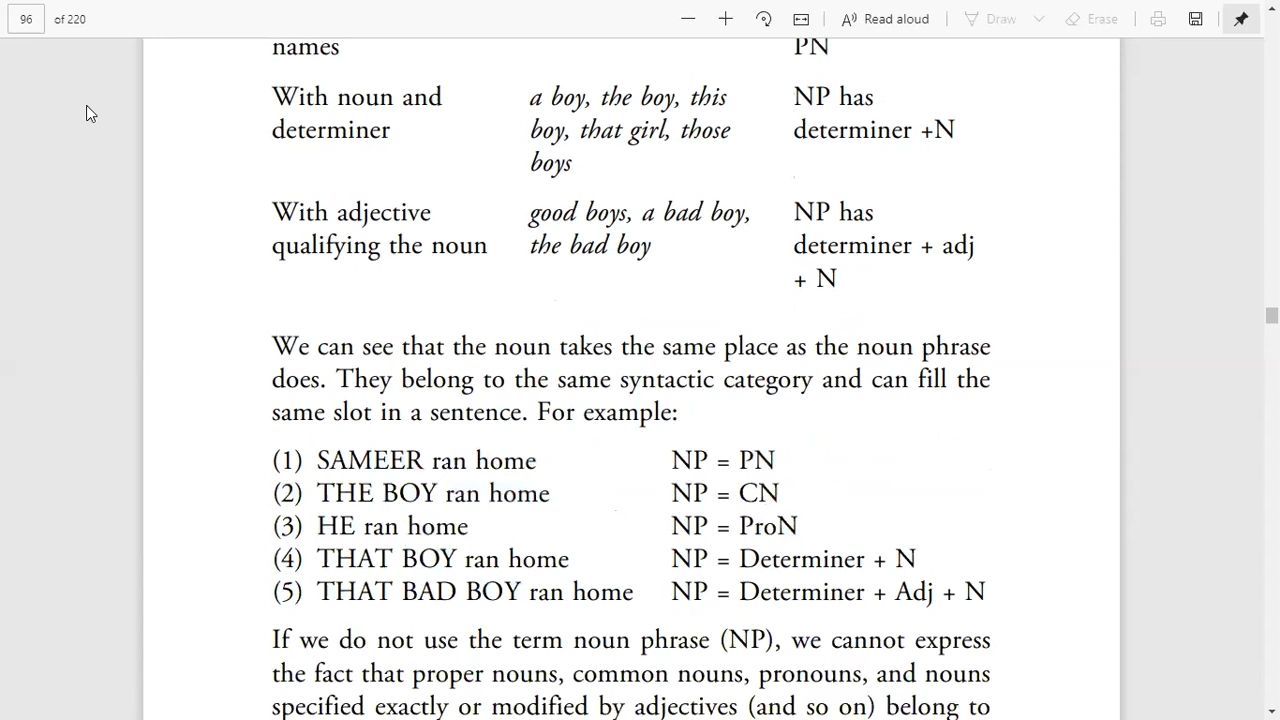 96 of 220 Read aloud Draw Erase
names PN
With noun and a boy, the boy, this NP has
determiner boy, that girl, those determiner +N
boys
With adjective good boys, a bad boy, NP has
qualifying the noun the bad boy determiner + adj
+ N
We can see that the noun takes the same place as the noun phrase
does. They belong to the same syntactic category and can fill the
same slot in a sentence. For example:
(1) SAMEER ran home NP = PN
(2) THE BOY ran home NP = CN
(3) HE ran home NP = ProN
(4) THAT BOY ran home NP = Determiner + N
(5) THAT BAD BOY ran home NP = Determiner + Adj + N
If we do not use the term noun phrase (NP), we cannot express
the fact that proper nouns, common nouns, pronouns, and nouns
specified exactly or modified by adjectives (and so on) belong to